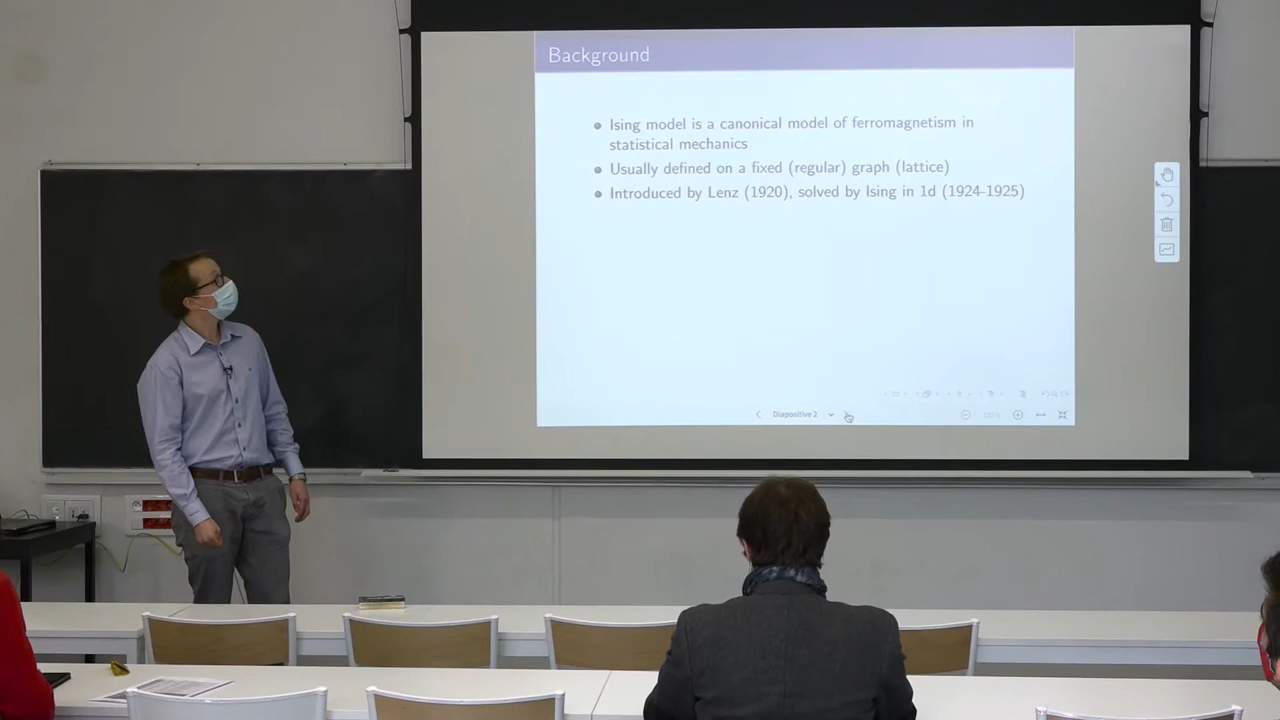 Background
Ising model is a canonical model of ferromagnetism in
statistical mechanics
Usually defined on a fixed (regular) graph (lattice)
Introduced by Lenz (1920), solved by Ising in 1d (1924-1925)
Diapositive 2